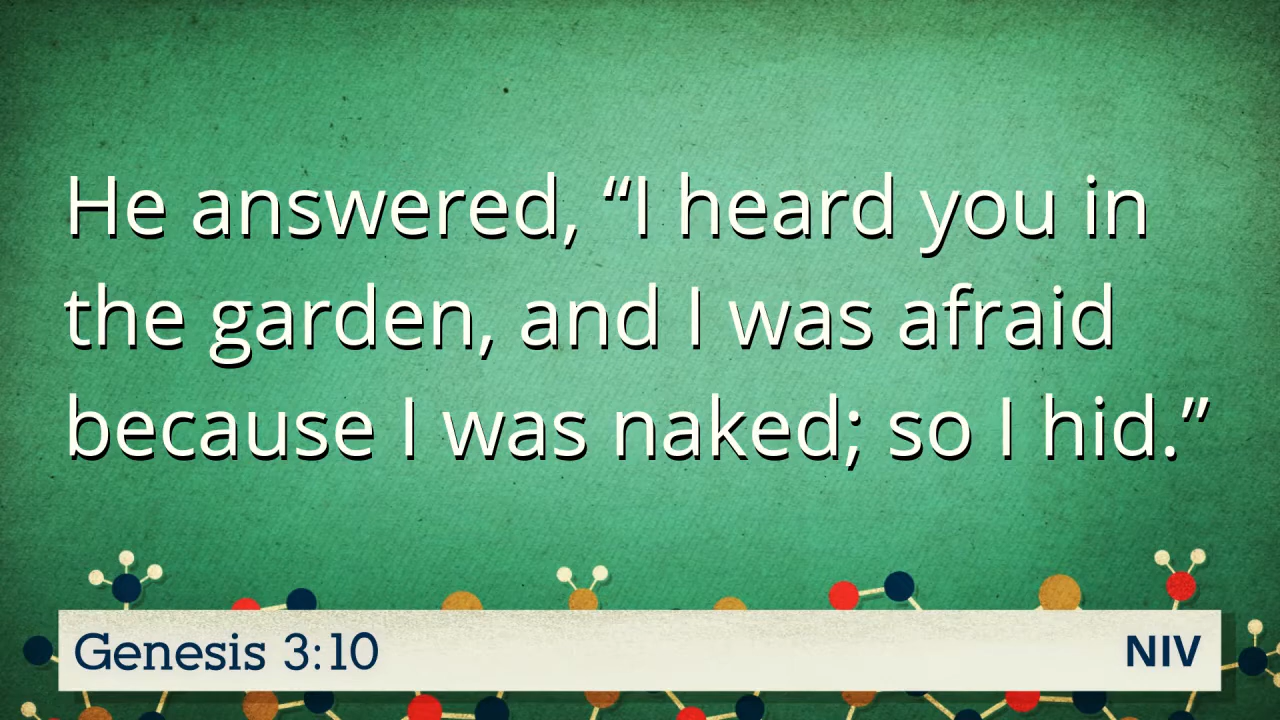 He answered, “I heard you in
the garden, and I was afraid
because I was naked; so I hid.”
Genesis 3:10
NIV